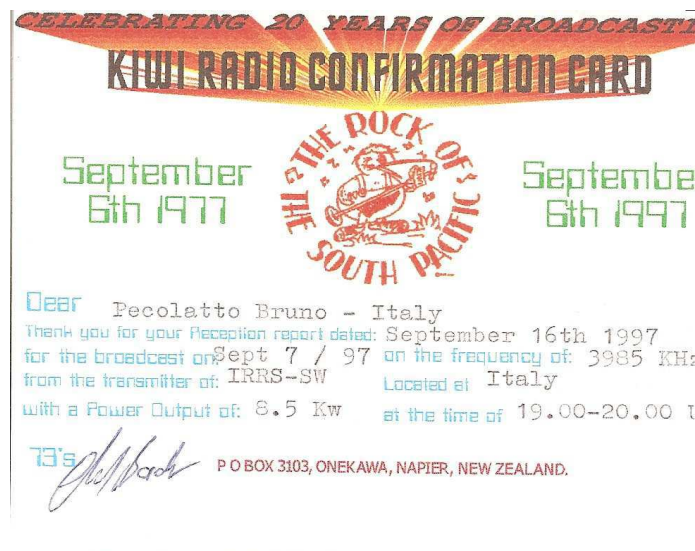 CELEBRATING 20 YEARS OF BROADCASTI
KIWI RADIO CONFIRMATION CARD
September
6th 1977
THE ROCK OF
THE SOUTH PACIFIC!
Septembe
6th 1997
Dear Pecolatto Bruno - Italy
Thank you for your Reception report dated: September 16th 1997
for the broadcast on: Sept 7 / 97 on the frequency of: 3985 KHz
from the transmitter of: IRRS-SW Located at Italy
with a Power Output of: 8.5 Kw at the time of 19.00-20.00 U
73's
P O BOX 3103, ONEKAWA, NAPIER, NEW ZEALAND.